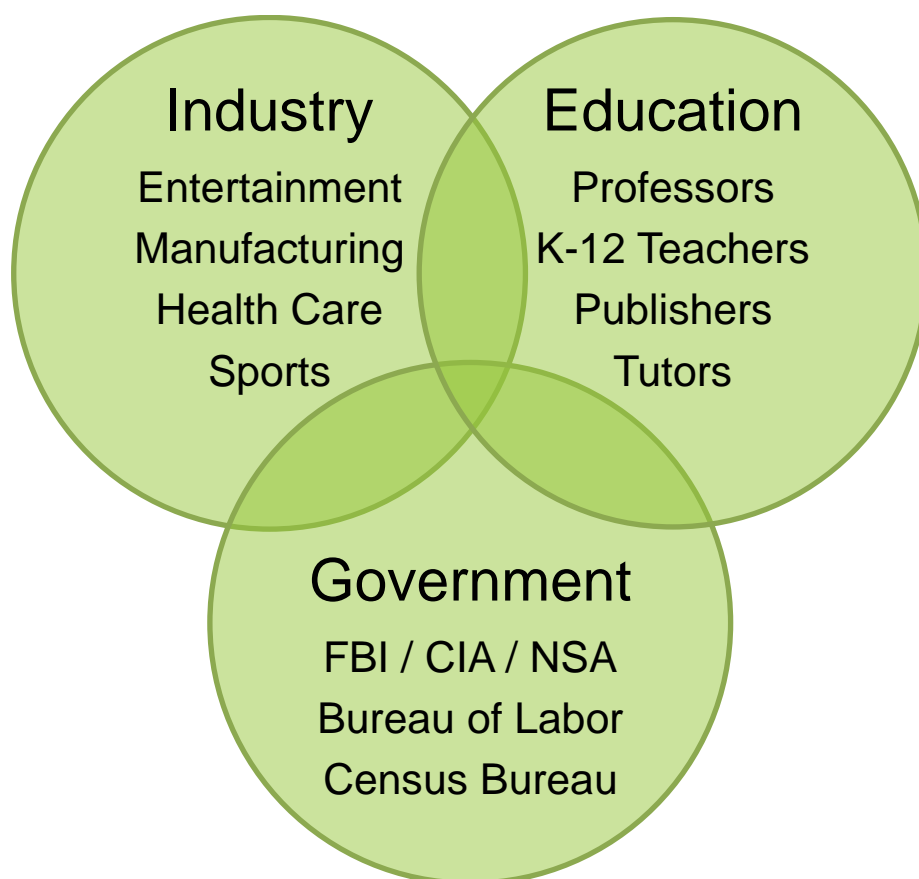 Industry
Entertainment
Manufacturing
Health Care
Sports
Education
Professors
K-12 Teachers
Publishers
Tutors
Government
FBI / CIA / NSA
Bureau of Labor
Census Bureau